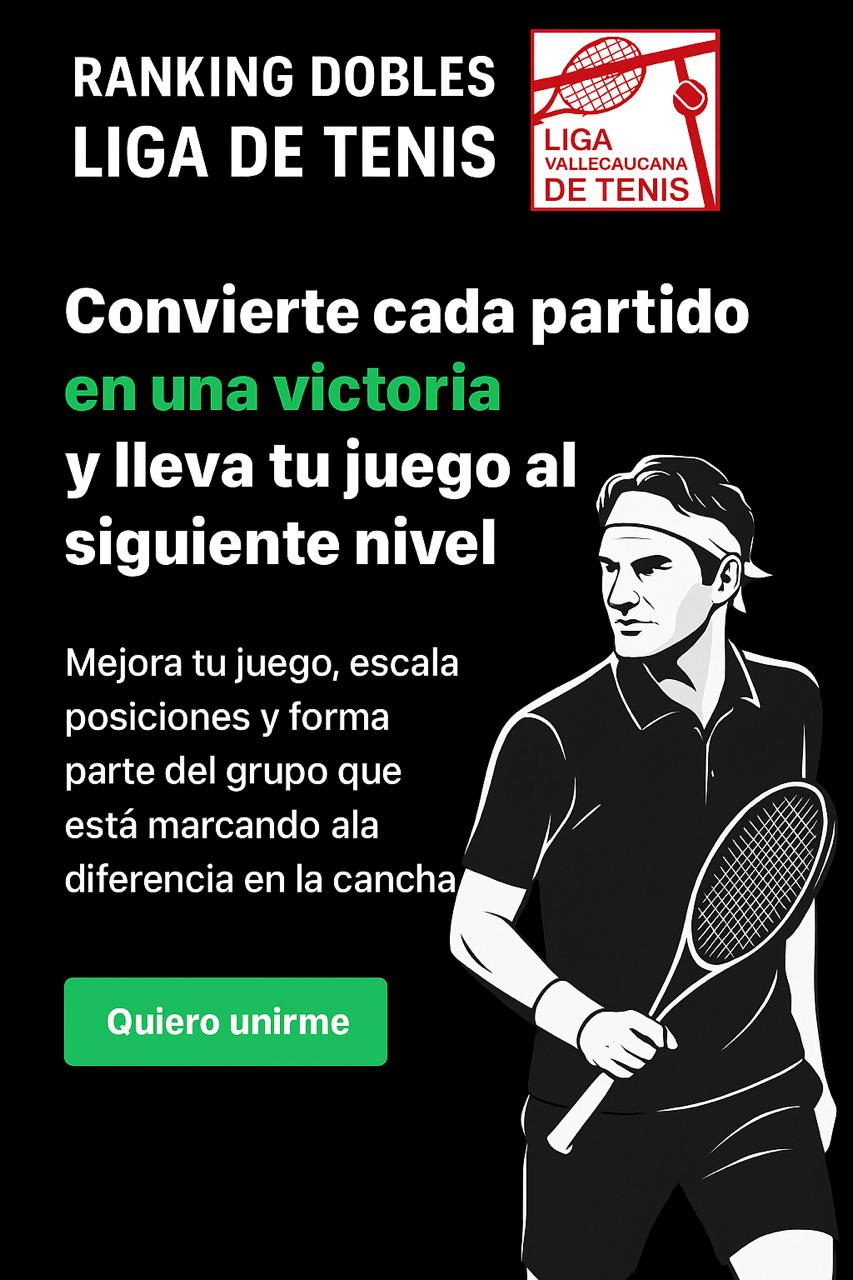 RANKING DOBLES
LIGA DE TENIS
LIGA
VALLECAUCANA
DE TENIS
Convierte cada partido
en una victoria
y lleva tu juego al
siguiente nivel
Mejora tu juego, escala
posiciones y forma
parte del grupo que
está marcando ala
diferencia en la cancha
Quiero unirme